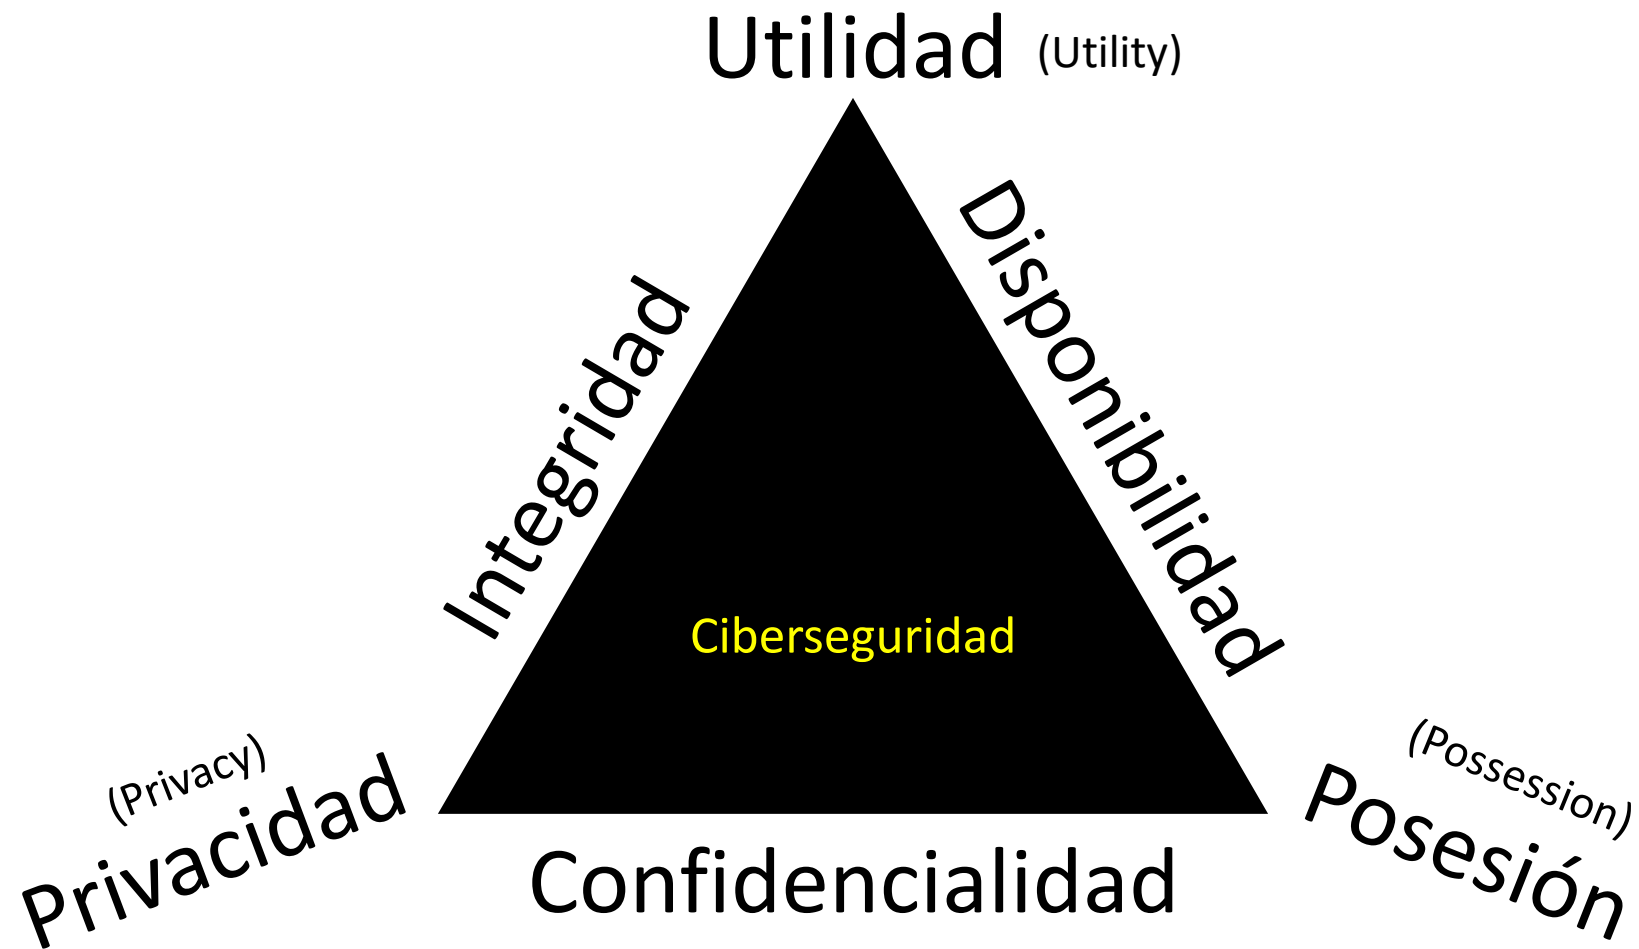 Utilidad (Utility)
Disponibilidad
Integridad
Ciberseguridad
(Privacy)
Privacidad
(Possession)
Posesión
Confidencialidad